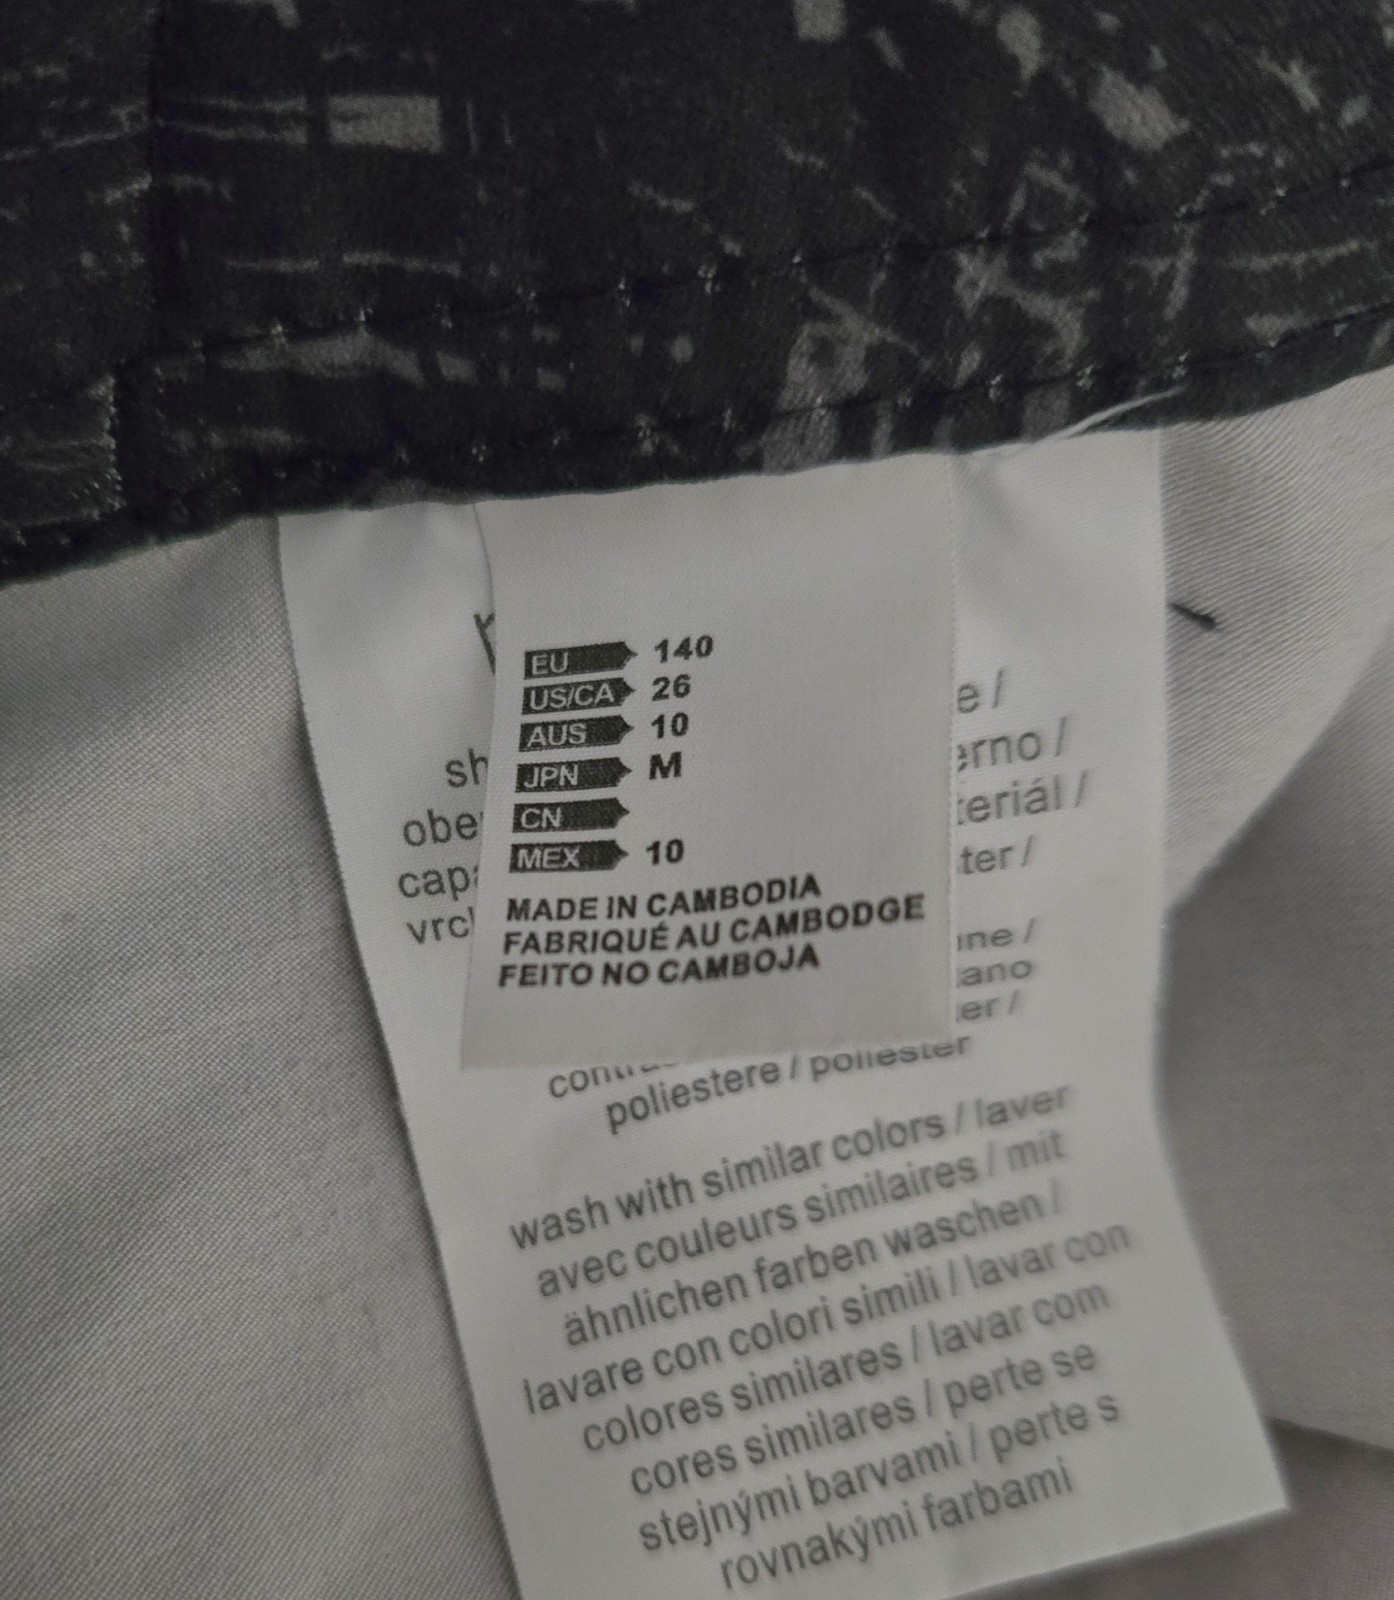 EU 140
US/CA 26
AUS 10
JPN M
CN
MEX 10
MADE IN CAMBODIA
FABRIQUÉ AU CAMBODGE
FEITO NO CAMBOJA
poliestere / poliéster
wash with similar colors / laver
avec couleurs similaires / mit
ähnlichen farben waschen /
lavare con colori simili / lavar con
colores similares / lavar com
cores similares / perte se
stejnými barvami / perte s
rovnakými farbami